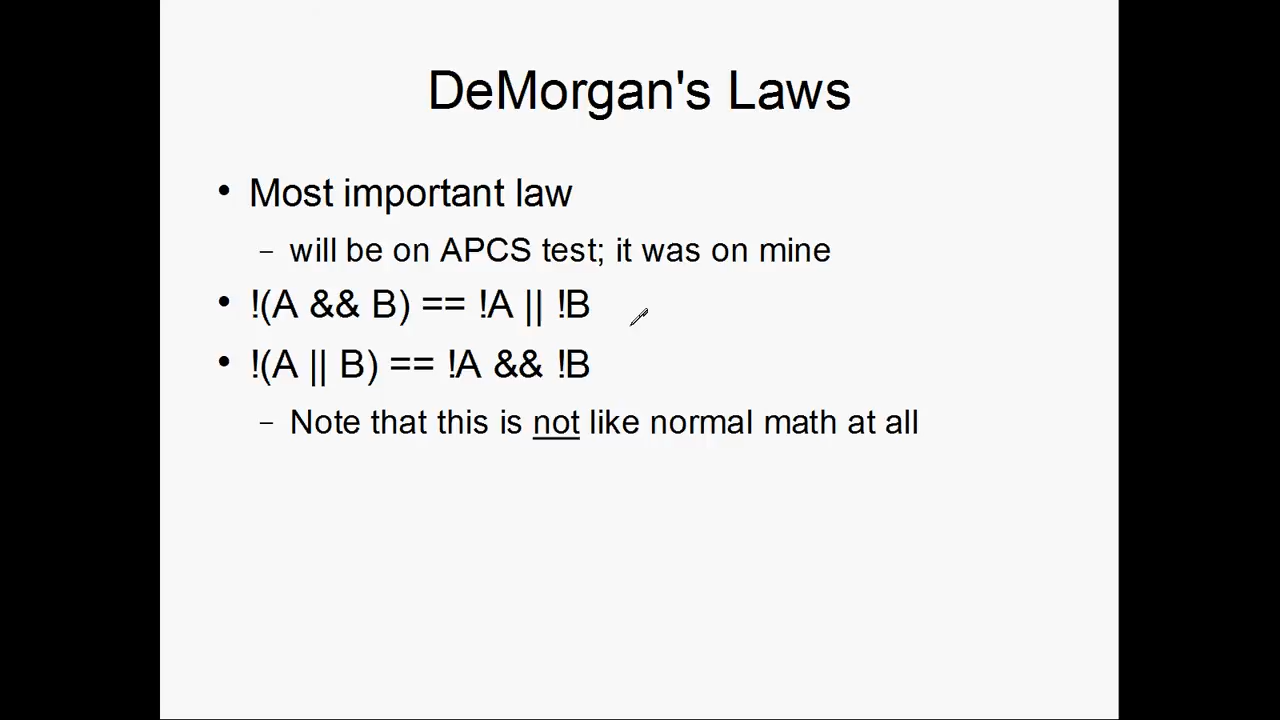 DeMorgan's Laws
• Most important law
– will be on APCS test; it was on mine
• !(A && B) == !A || !B
• !(A || B) == !A && !B
– Note that this is not like normal math at all